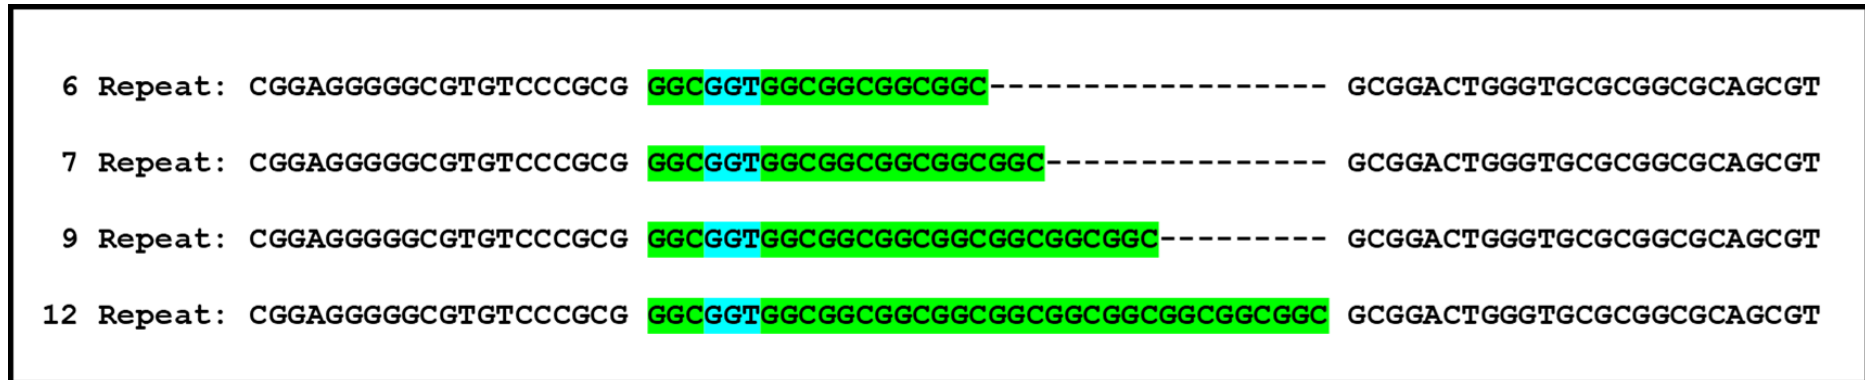 6 Repeat: CGGAGGGGGCGTGTCCCGCG GGCGGTGGCGGCGGCGGC------------------ GCGGACTGGGTGCGCGGCGCAGCGT
7 Repeat: CGGAGGGGGCGTGTCCCGCG GGCGGTGGCGGCGGCGGCGGC--------------- GCGGACTGGGTGCGCGGCGCAGCGT
9 Repeat: CGGAGGGGGCGTGTCCCGCG GGCGGTGGCGGCGGCGGCGGCGGCGGC--------- GCGGACTGGGTGCGCGGCGCAGCGT
12 Repeat: CGGAGGGGGCGTGTCCCGCG GGCGGTGGCGGCGGCGGCGGCGGCGGCGGCGGCGGC GCGGACTGGGTGCGCGGCGCAGCGT